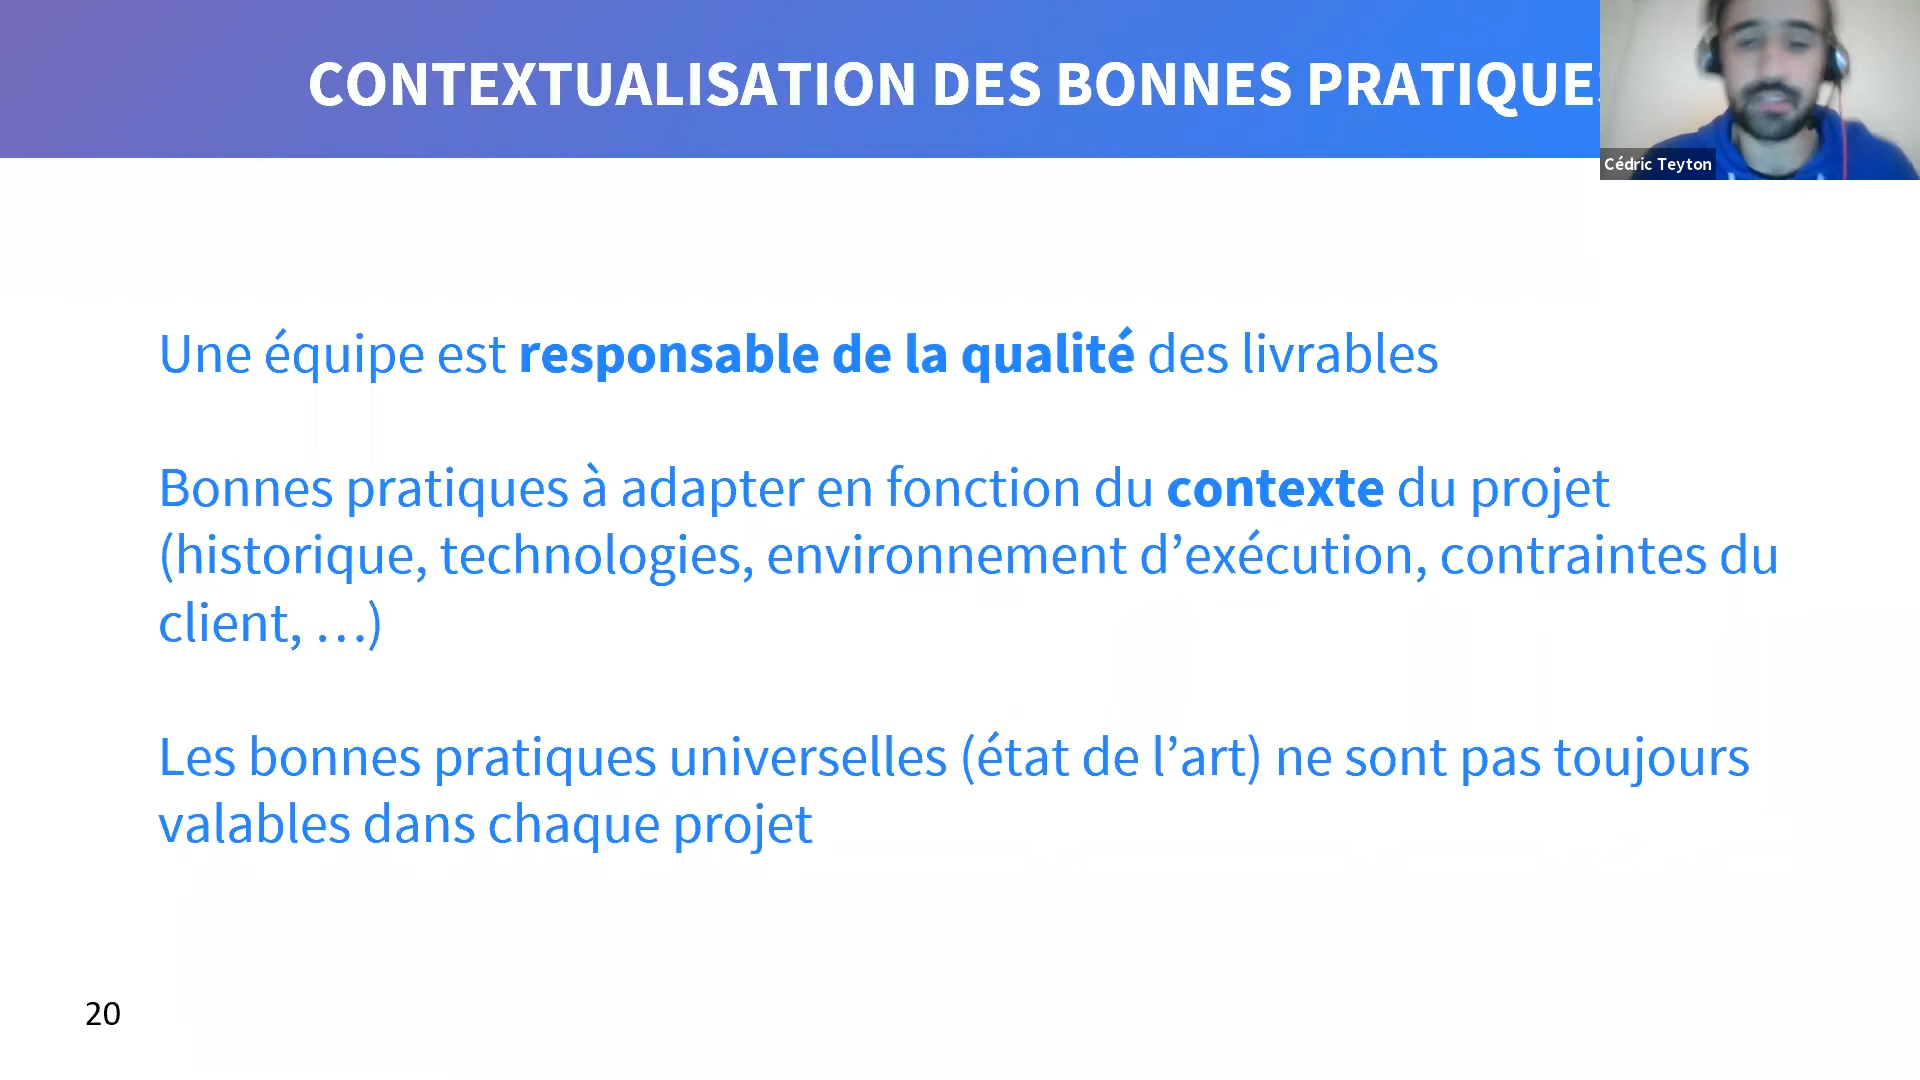 CONTEXTUALISATION DES BONNES PRATIQUES
Cédric Teyton
Une équipe est responsable de la qualité des livrables
Bonnes pratiques à adapter en fonction du contexte du projet
(historique, technologies, environnement d’exécution, contraintes du
client, …)
Les bonnes pratiques universelles (état de l’art) ne sont pas toujours
valables dans chaque projet
20